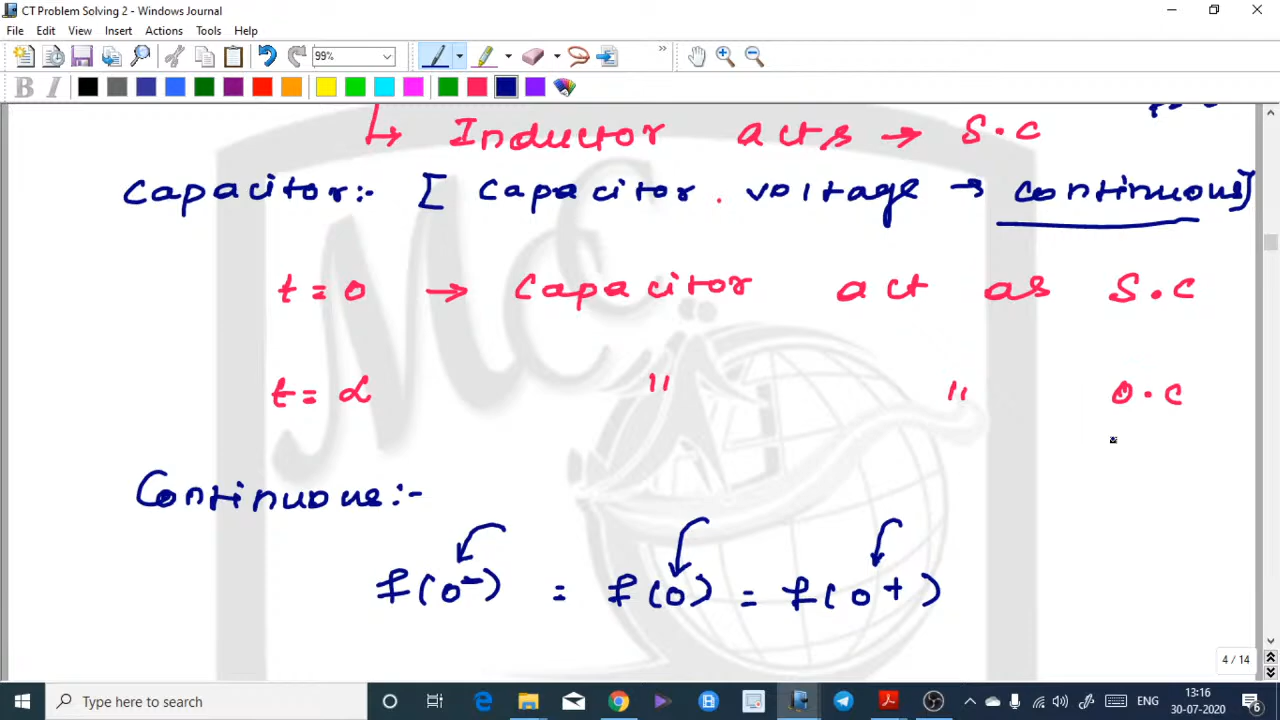 CT Problem Solving 2 - Windows Journal
File Edit View Insert Actions Tools Help
99%
B I
↳ Inductor acts → S.C
Capacitor:- [ Capacitor . voltage → continuous]
t = 0 → Capacitor act as S.C
t = α " " O.C
Continuous:-
f(0-) = f(0) = f(0+)
4 / 14
Type here to search
ENG
13:16
30-07-2020
6